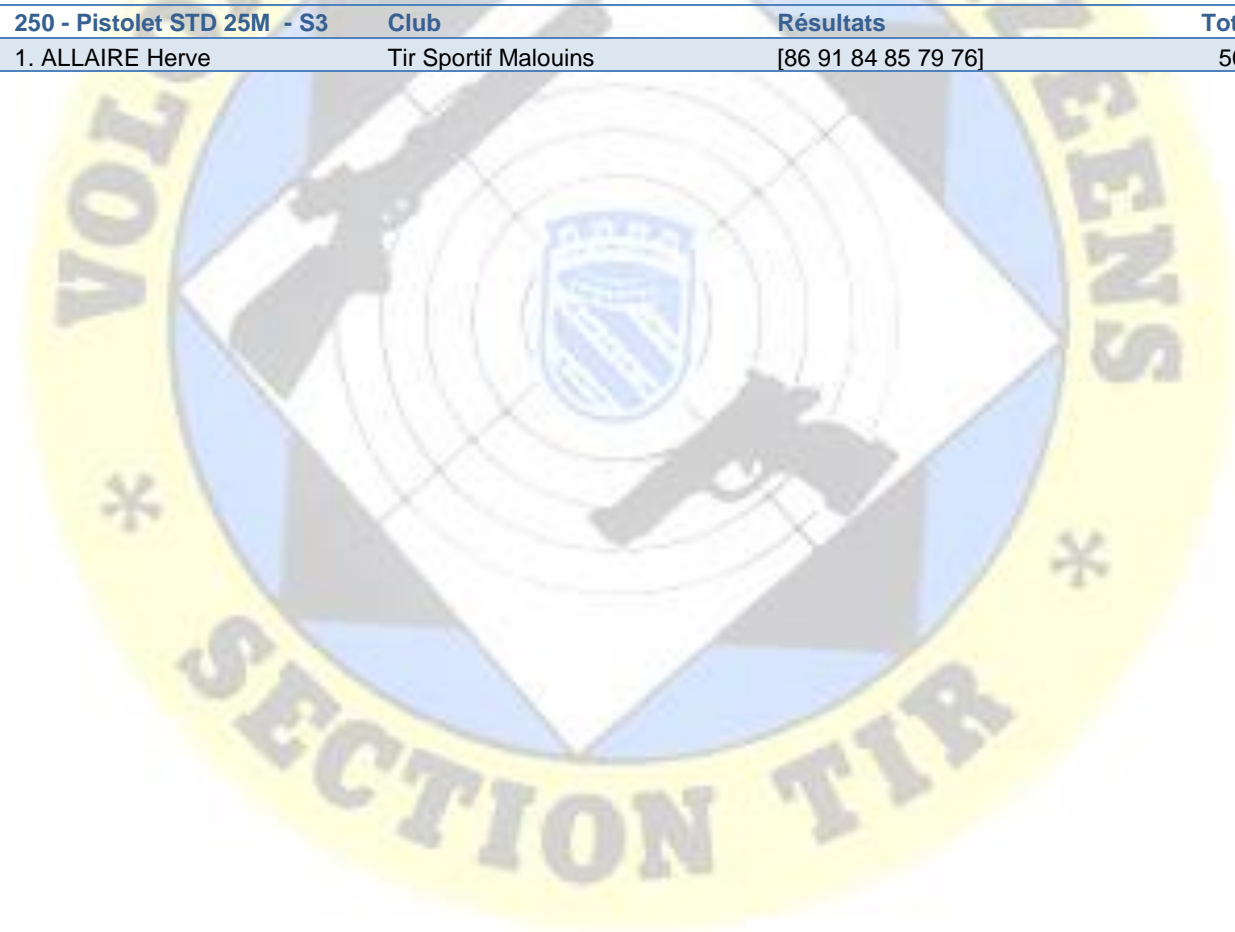 250 - Pistolet STD 25M - S3 Club Résultats Tot
1. ALLAIRE Herve Tir Sportif Malouins [86 91 84 85 79 76]
SECTION TIR